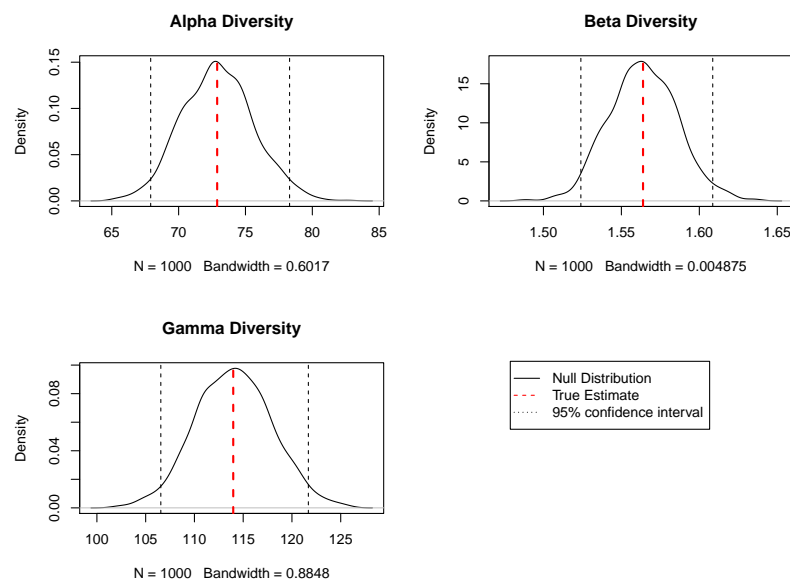 Alpha Diversity
Density
0.00 0.05 0.10 0.15
65 70 75 80 85
N = 1000 Bandwidth = 0.6017
Beta Diversity
Density
0 5 10 15
1.50 1.55 1.60 1.65
N = 1000 Bandwidth = 0.004875
Gamma Diversity
Density
0.00 0.04 0.08
100 105 110 115 120 125
N = 1000 Bandwidth = 0.8848
Null Distribution
True Estimate
95% confidence interval